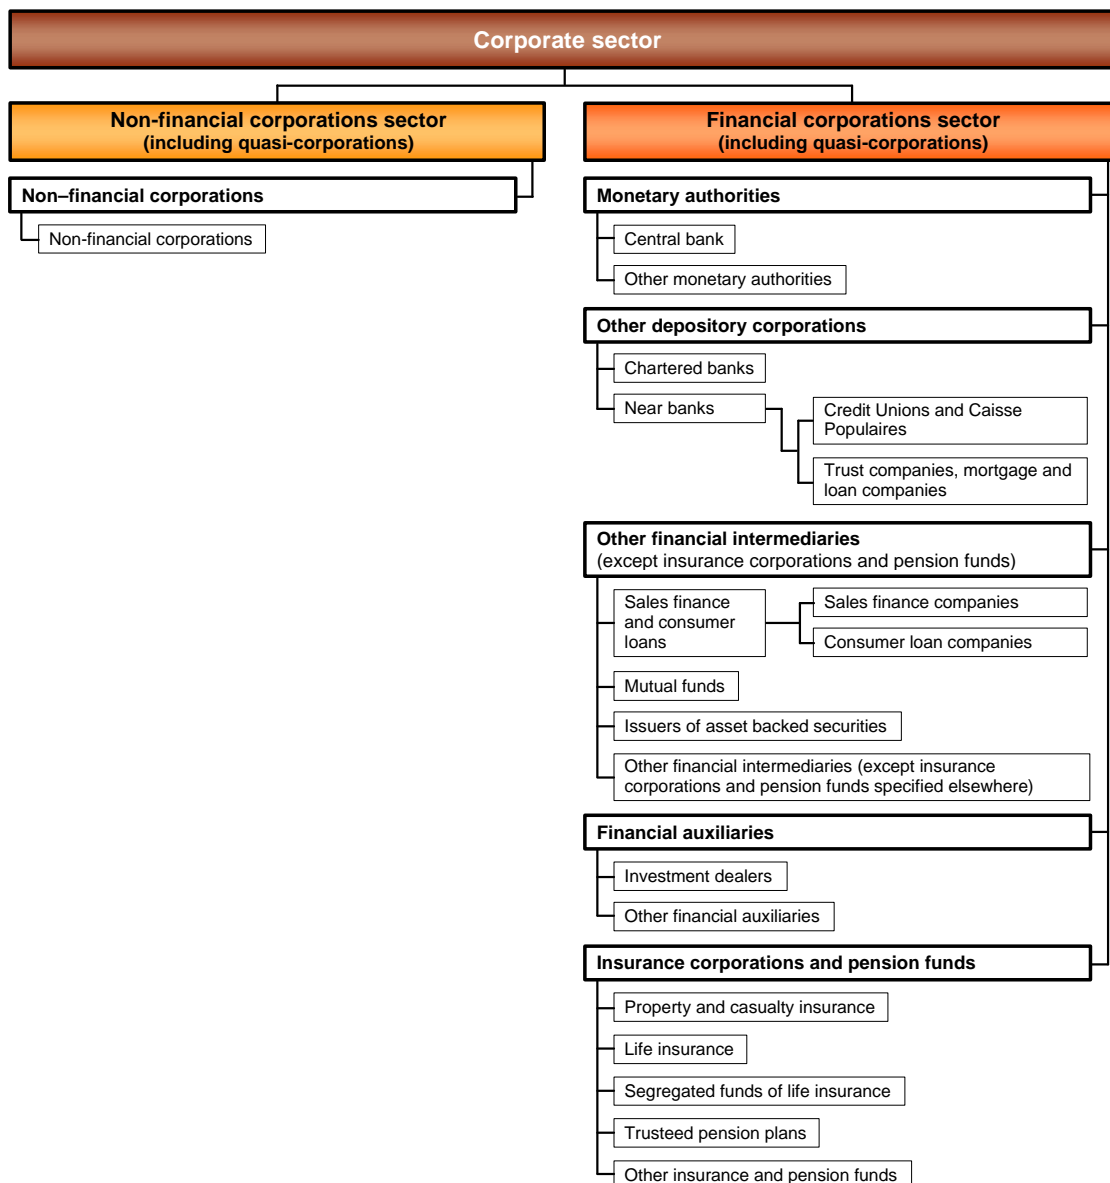 Corporate sector
Non-financial corporations sector
(including quasi-corporations)
Non–financial corporations
Non-financial corporations
Financial corporations sector
(including quasi-corporations)
Monetary authorities
Central bank
Other monetary authorities
Other depository corporations
Chartered banks
Near banks
Credit Unions and Caisse
Populaires
Trust companies, mortgage and
loan companies
Other financial intermediaries
(except insurance corporations and pension funds)
Sales finance
and consumer
loans
Sales finance companies
Consumer loan companies
Mutual funds
Issuers of asset backed securities
Other financial intermediaries (except insurance
corporations and pension funds specified elsewhere)
Financial auxiliaries
Investment dealers
Other financial auxiliaries
Insurance corporations and pension funds
Property and casualty insurance
Life insurance
Segregated funds of life insurance
Trusteed pension plans
Other insurance and pension funds